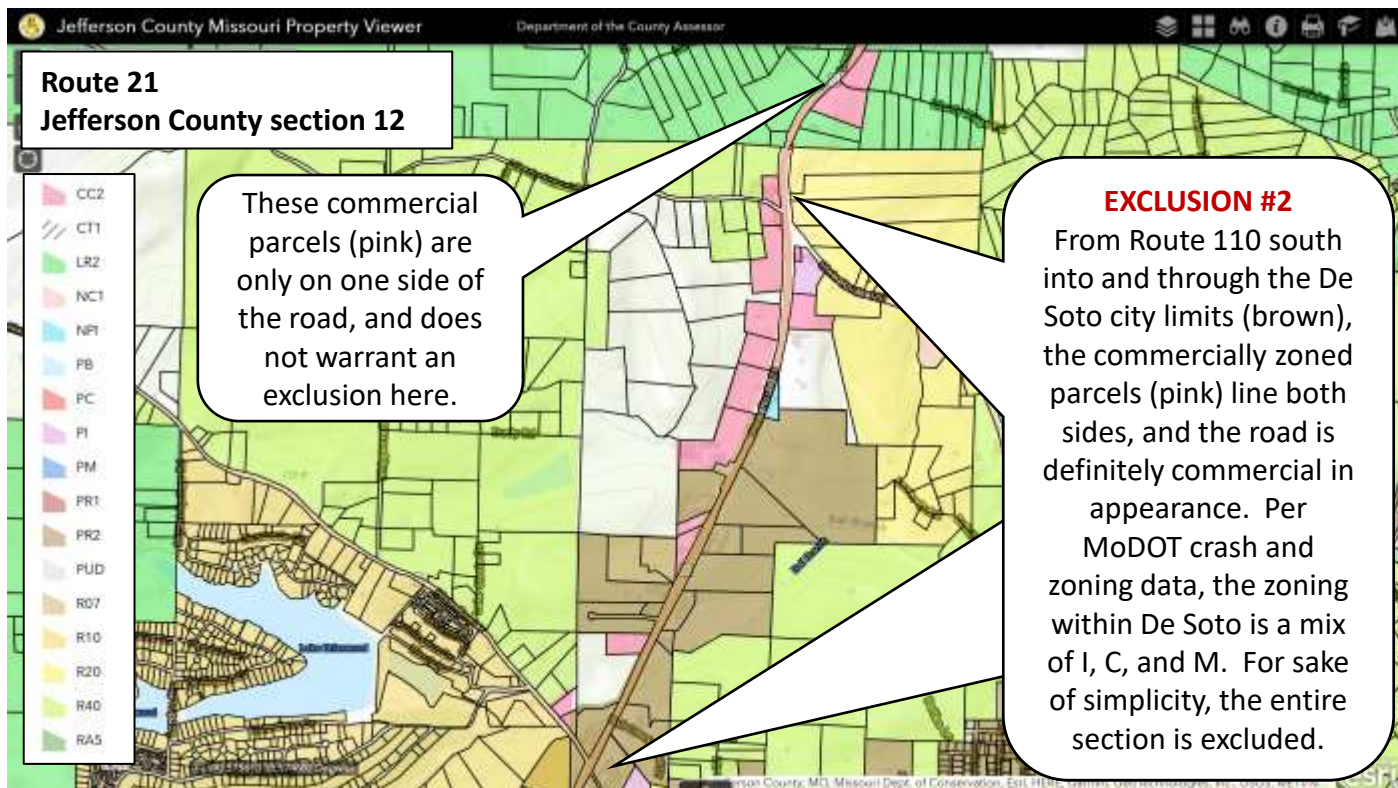 Jefferson County Missouri Property Viewer
Department of the County Assessor
Route 21
Jefferson County section 12
CC2
CT1
LR2
NC1
NPI
PB
PC
PI
PM
PR1
PR2
PUD
R07
R10
R20
R40
RA5
These commercial
parcels (pink) are
only on one side of
the road, and does
not warrant an
exclusion here.
EXCLUSION #2
From Route 110 south
into and through the De
Soto city limits (brown),
the commercially zoned
parcels (pink) line both
sides, and the road is
definitely commercial in
appearance. Per
MoDOT crash and
zoning data, the zoning
within De Soto is a mix
of I, C, and M. For sake
of simplicity, the entire
section is excluded.